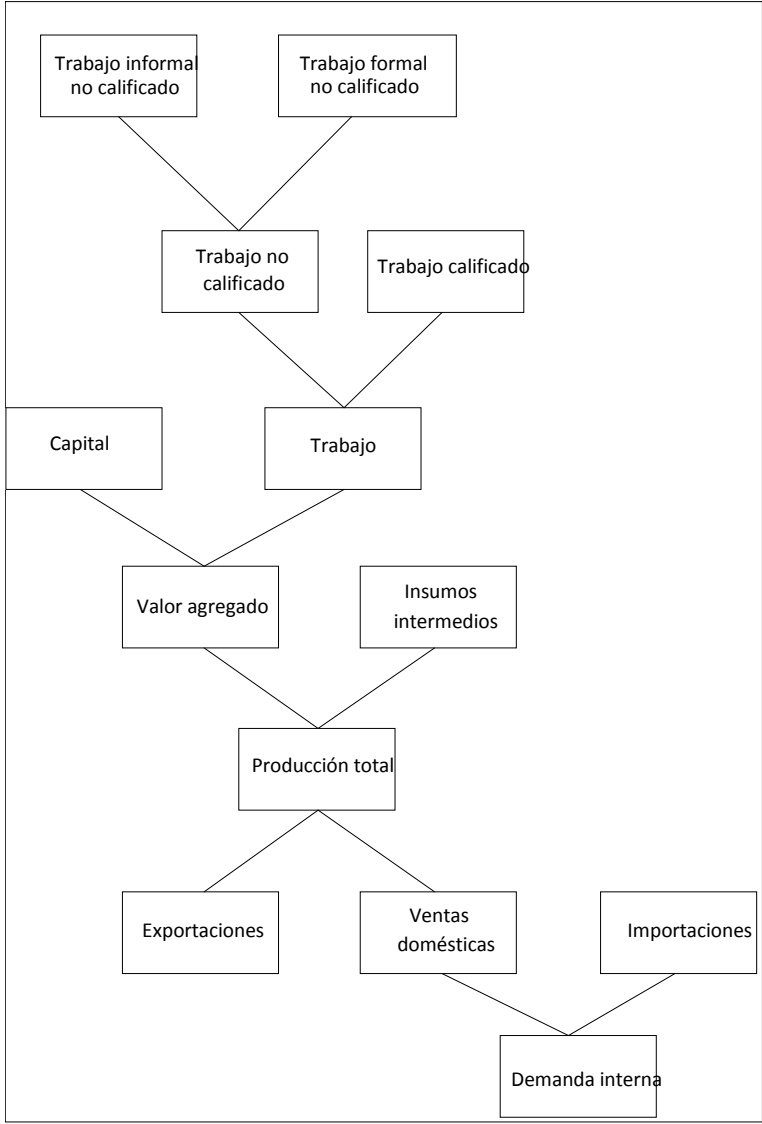 Trabajo informal
no calificado
Trabajo formal
no calificado
Trabajo no
calificado
Trabajo calificado
Capital
Trabajo
Valor agregado
Insumos
intermedios
Producción total
Exportaciones
Ventas
domésticas
Importaciones
Demanda interna